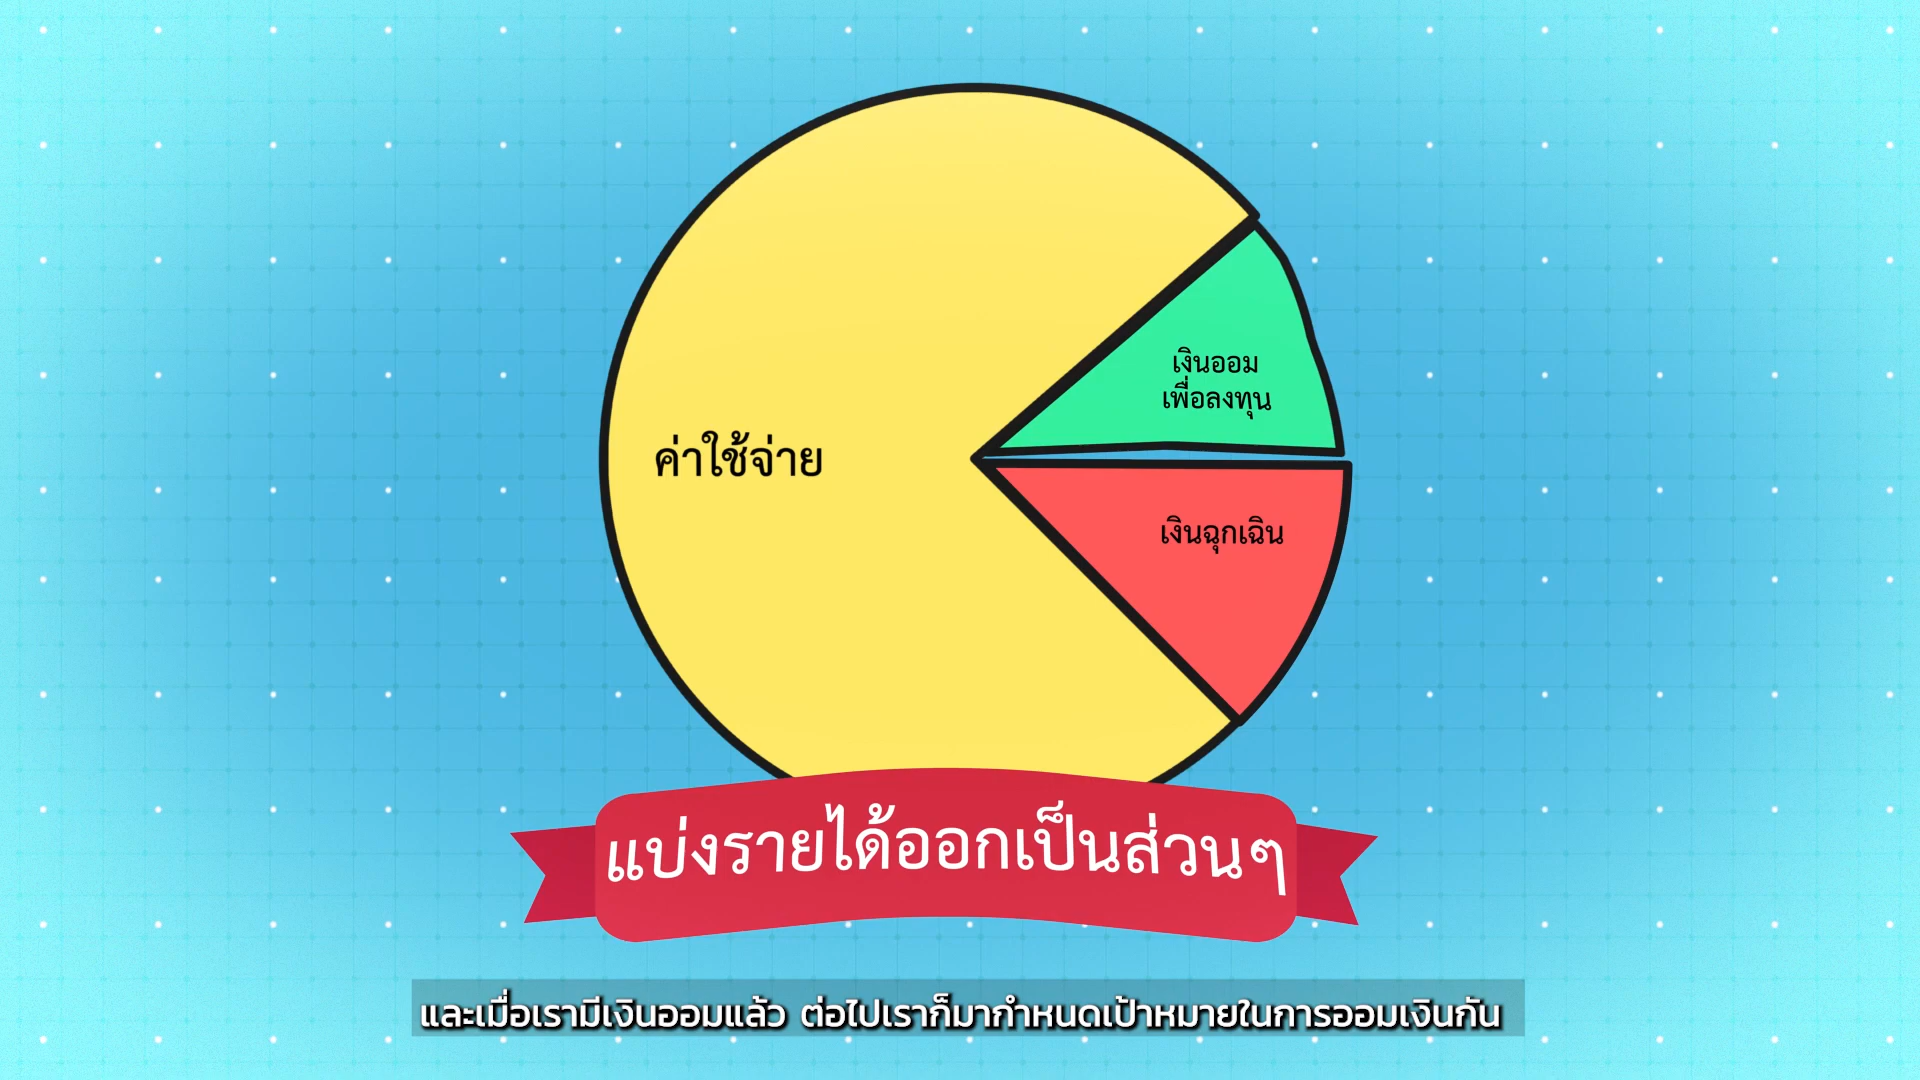 เงินออม
เพื่อลงทุน
ค่าใช้จ่าย
เงินฉุกเฉิน
แบ่งรายได้ออกเป็นส่วนๆ
และเมื่อเรามีเงินออมแล้ว ต่อไปเราก็มากำหนดเป้าหมายในการออมเงินกัน